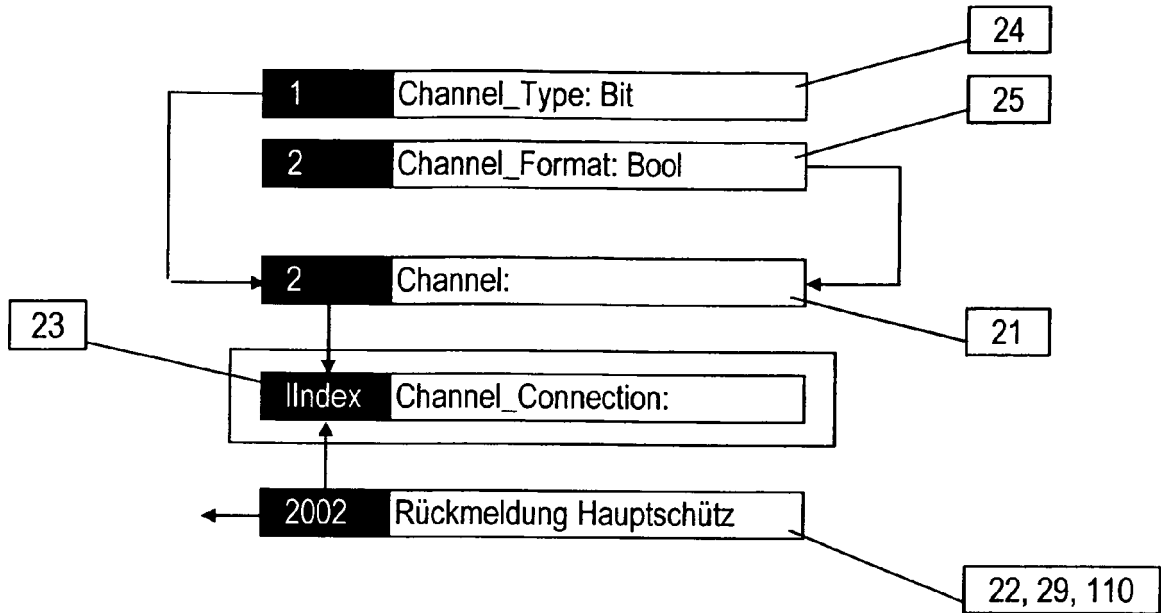 24
1 Channel_Type: Bit
25
2 Channel_Format: Bool
2 Channel:
21
23
IIndex Channel_Connection:
2002 Rückmeldung Hauptschütz
22, 29, 110